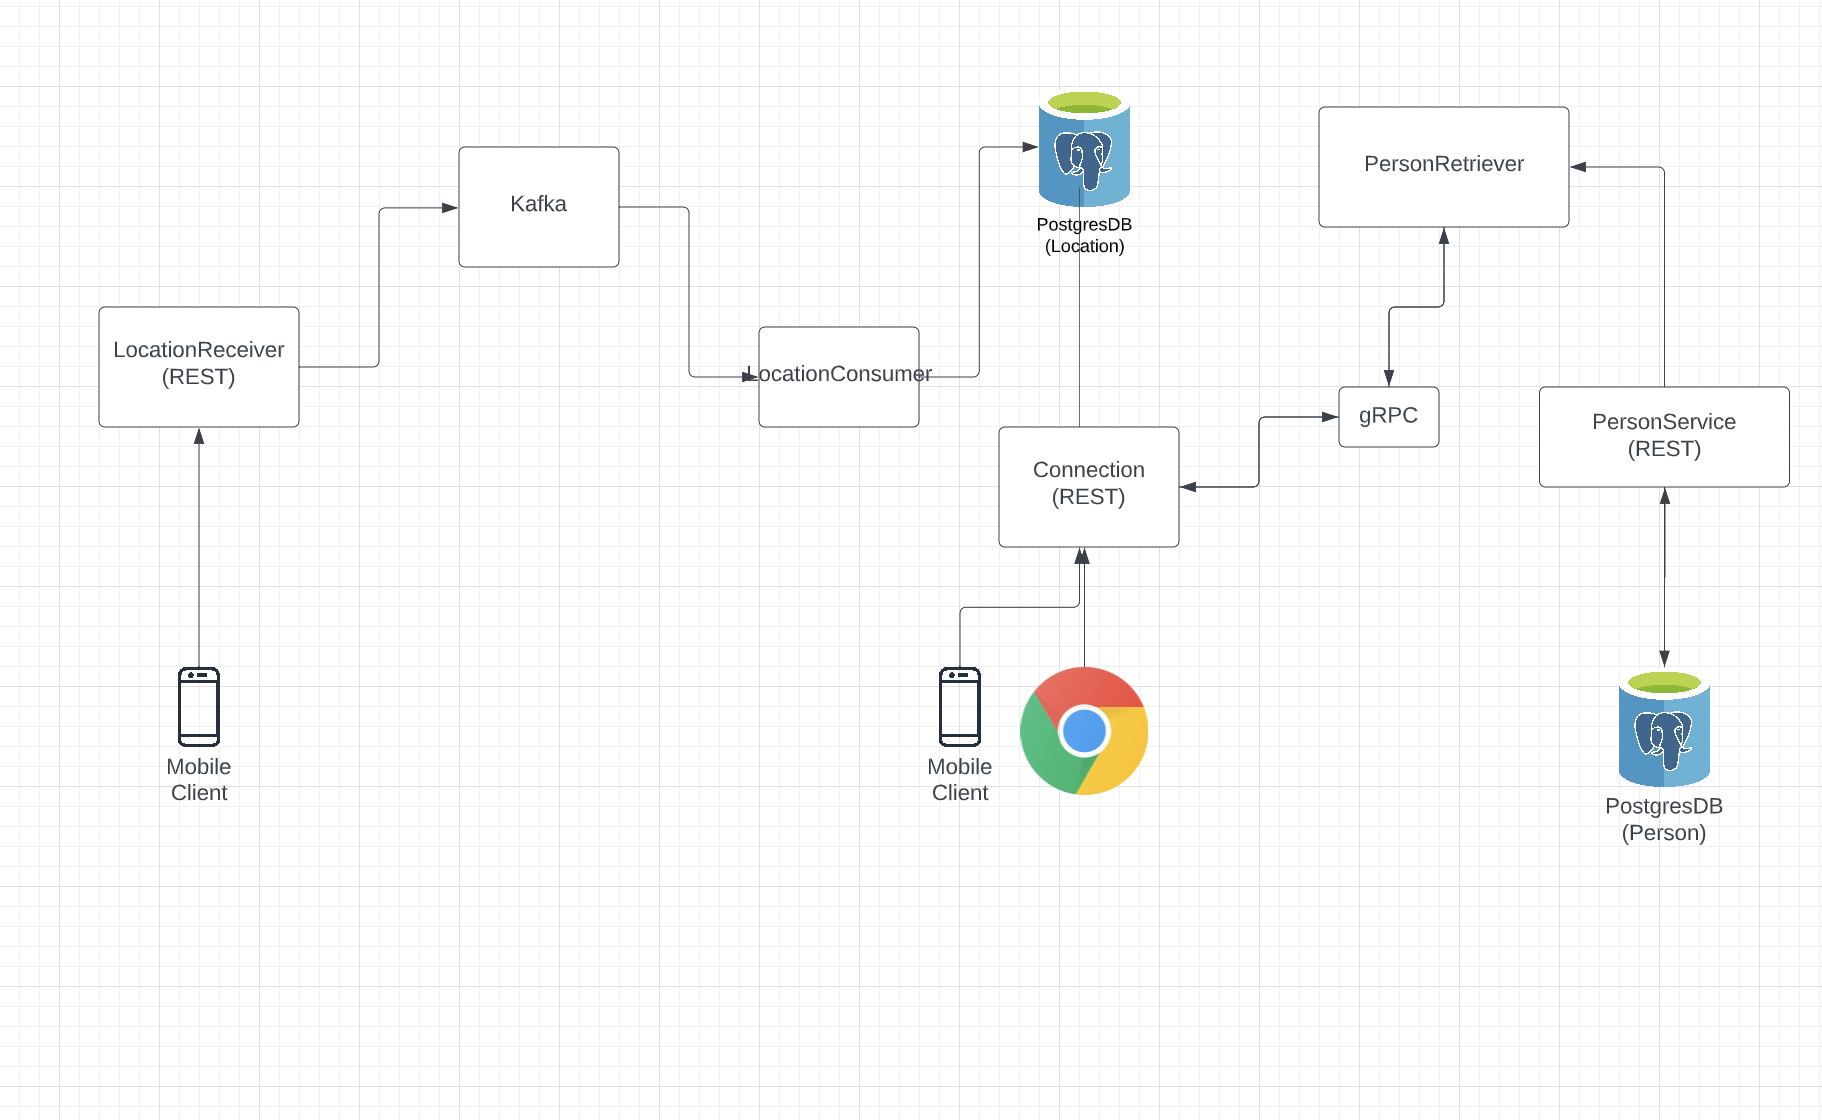 PersonRetriever
Kafka
PostgresDB
(Location)
LocationReceiver
(REST)
LocationConsumer
gRPC
PersonService
(REST)
Connection
(REST)
Mobile
Client
Mobile
Client
PostgresDB
(Person)